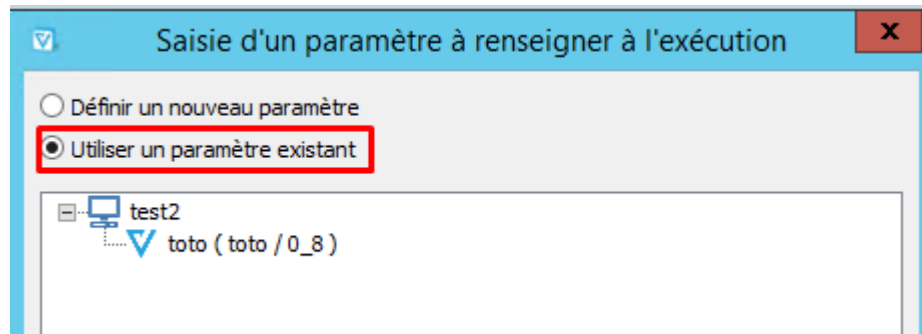 Saisie d'un paramètre à renseigner à l'exécution
x
Définir un nouveau paramètre
Utiliser un paramètre existant
test2
toto ( toto / 0_8 )